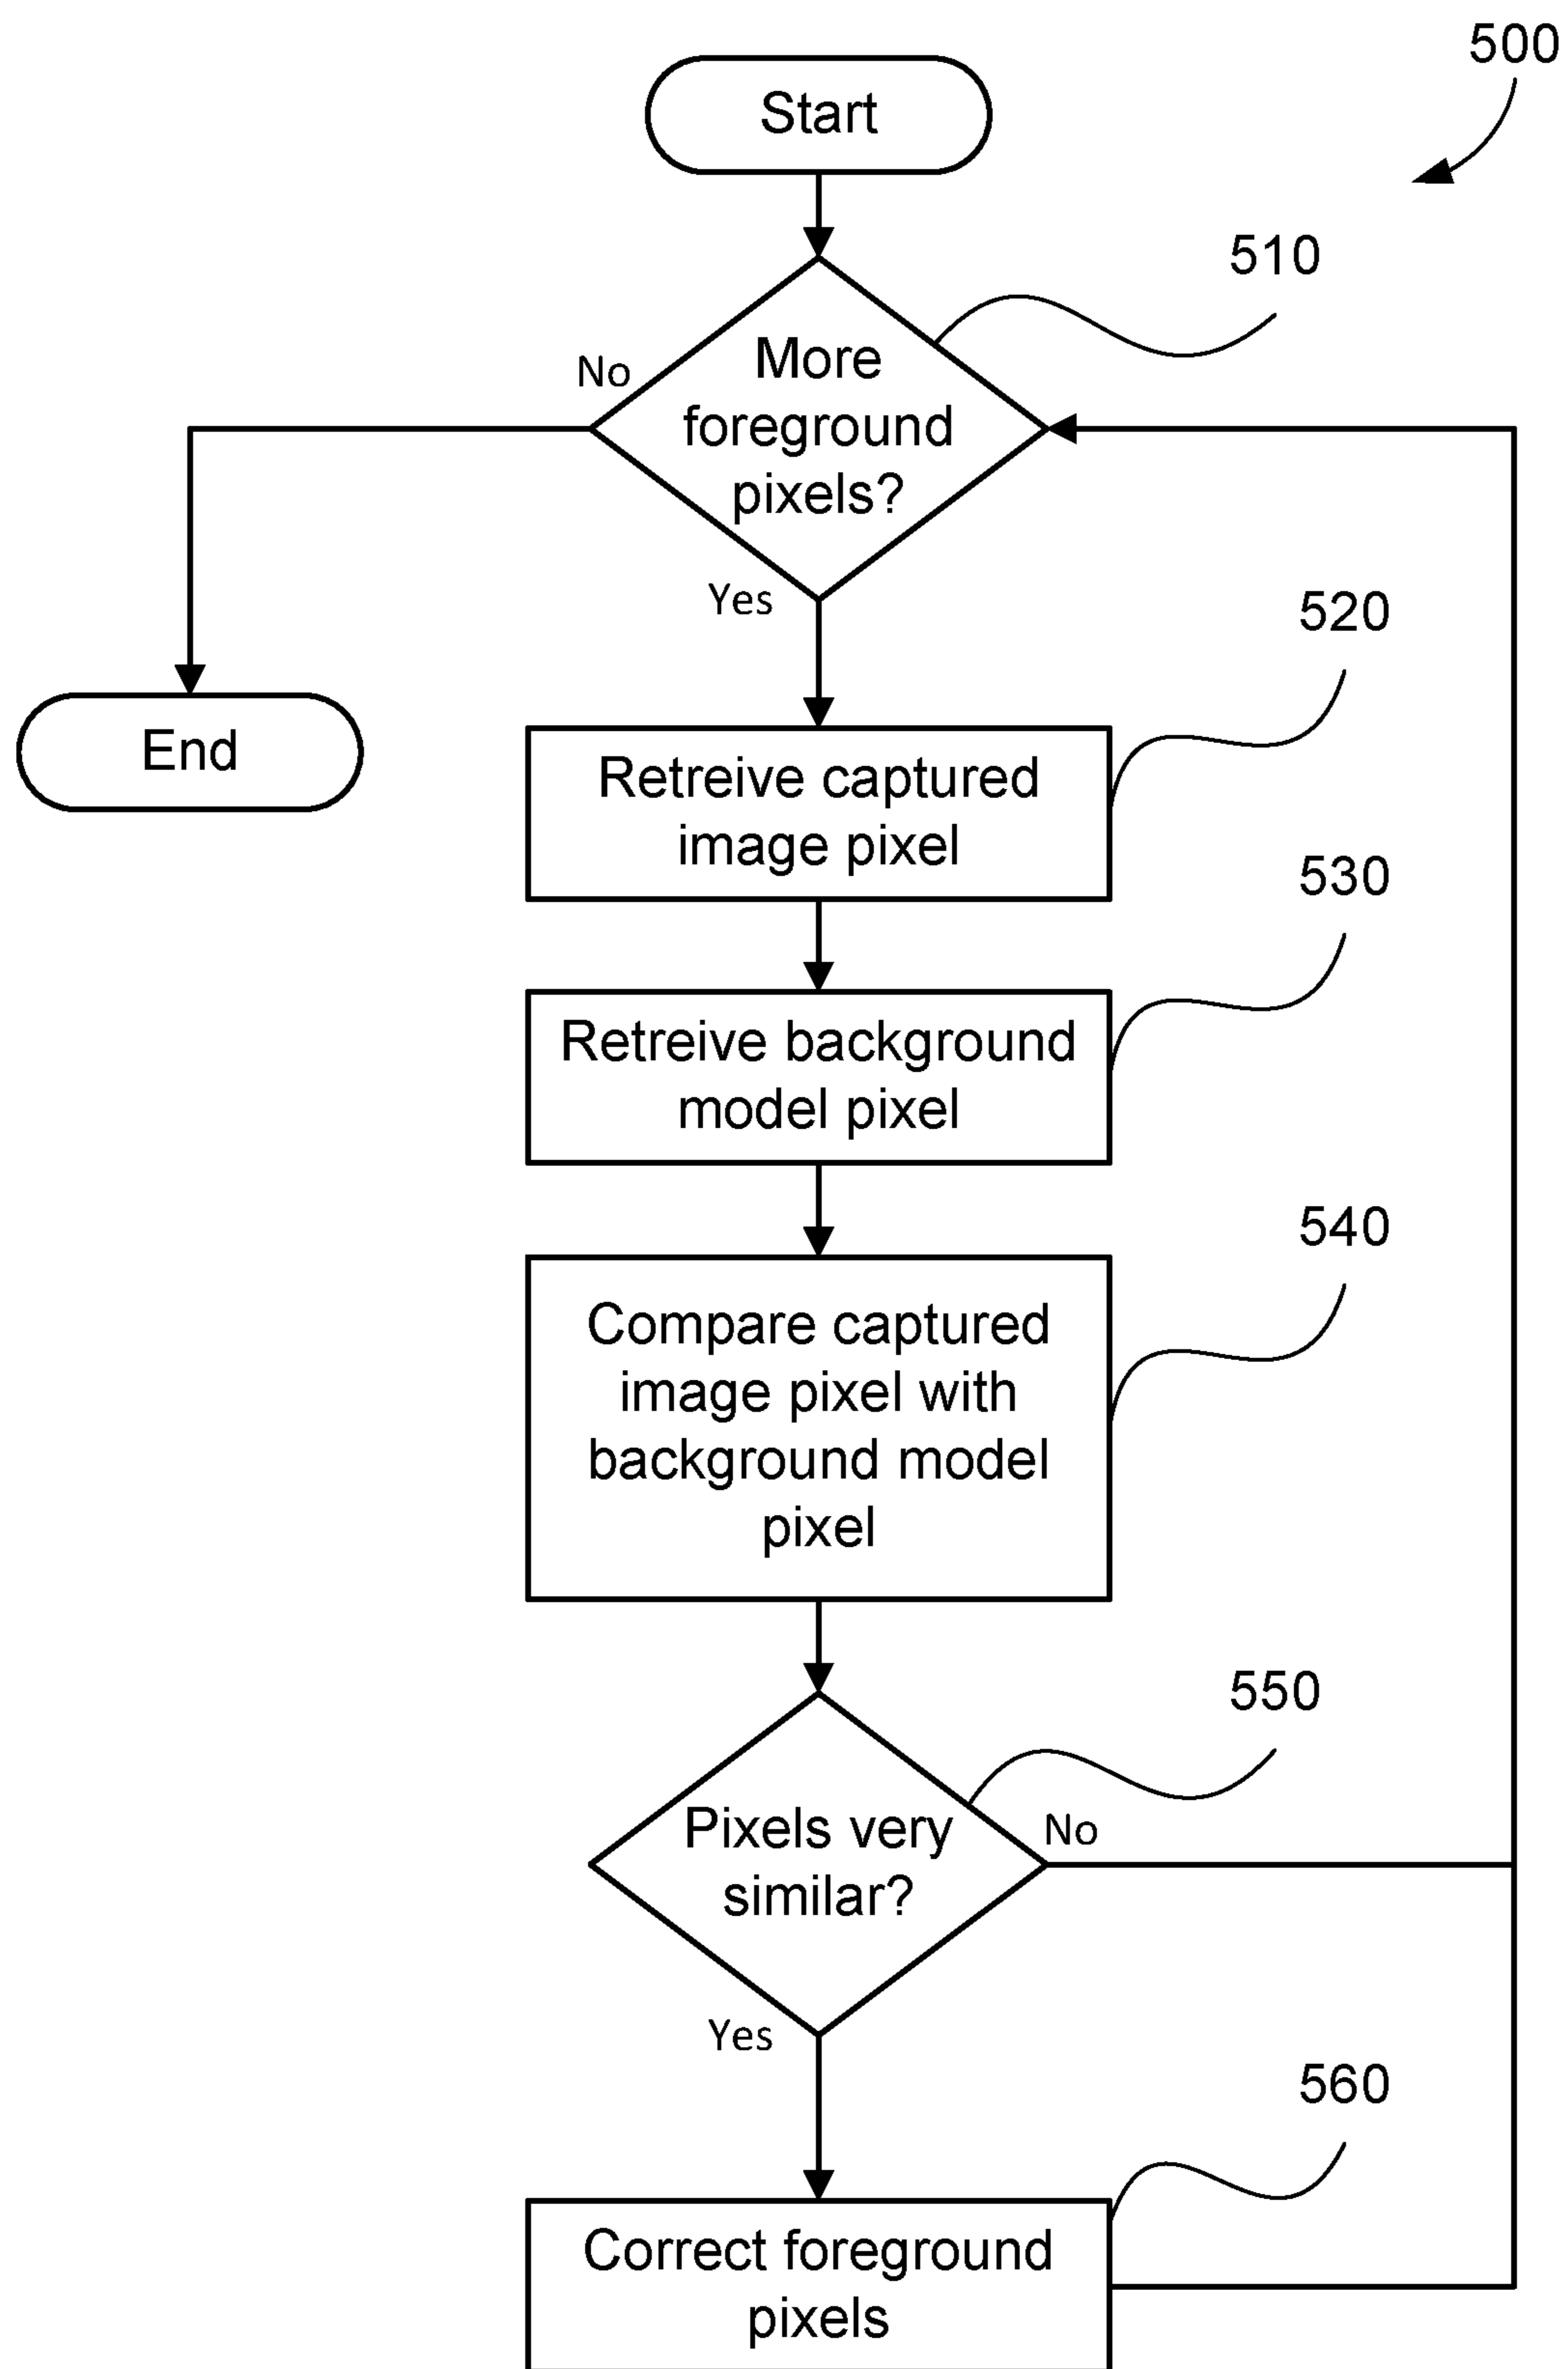 500
Start
510
No
More
foreground
pixels?
Yes
520
End
Retreive captured
image pixel
530
Retreive background
model pixel
540
Compare captured
image pixel with
background model
pixel
550
Pixels very
similar?
No
Yes
560
Correct foreground
pixels